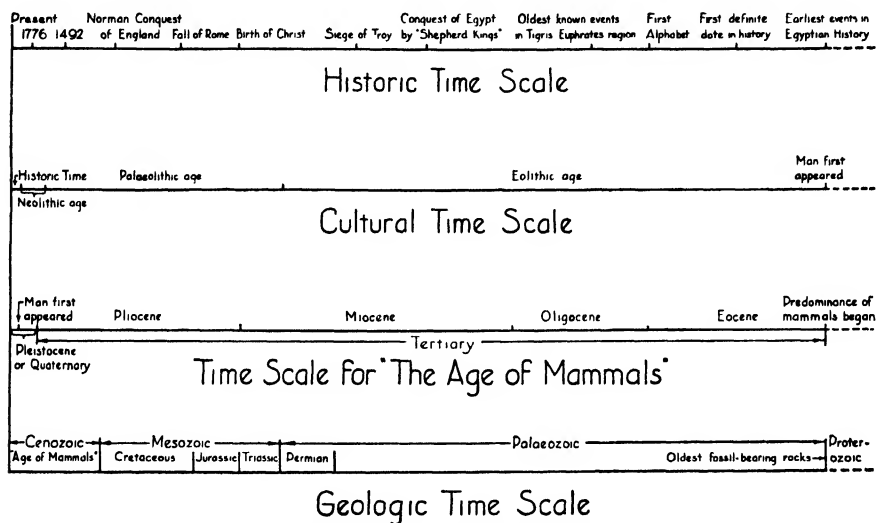 Present
Norman Conquest
Conquest of Egypt
Oldest known events
First
First definite
Earliest events in
1776 1492
of England
Fall of Rome
Birth of Christ
Siege of Troy
by "Shepherd Kings"
in Tigris Euphrates region
Alphabet
date in history
Egyptian History
Historic Time Scale
Man first
Historic Time
Palaeolithic age
Eolithic age
appeared
Neolithic age
Cultural Time Scale
Man first
Predominance of
appeared
Pliocene
Miocene
Oligocene
Eocene
mammals began
Tertiary
Pleistocene
or Quaternary
Time Scale for "The Age of Mammals"
Cenozoic
Mesozoic
Palaeozoic
Proter-
"Age of Mammals"
Cretaceous
Jurassic
Triassic
Permian
Oldest fossil-bearing rocks
ozoic
Geologic Time Scale